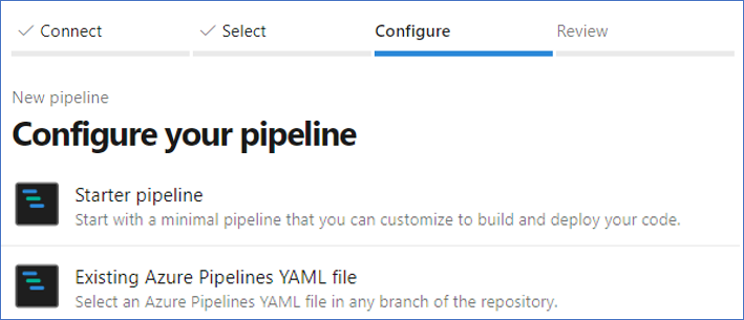 Connect Select Configure Review
New pipeline
Configure your pipeline
Starter pipeline
Start with a minimal pipeline that you can customize to build and deploy your code.
Existing Azure Pipelines YAML file
Select an Azure Pipelines YAML file in any branch of the repository.